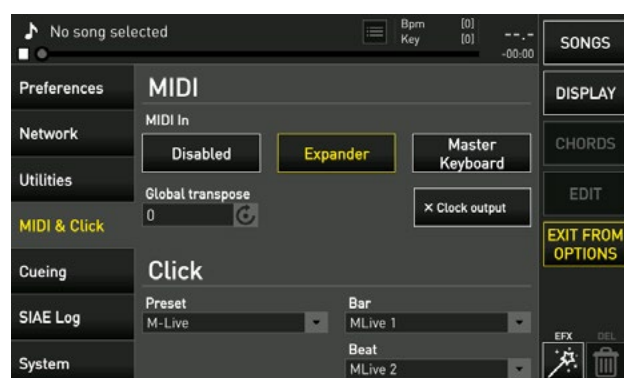 No song selected
Bpm [0]
Key [0]
--.-
-00:00
SONGS
DISPLAY
CHORDS
EDIT
EXIT FROM
OPTIONS
EFX DEL
Preferences
Network
Utilities
MIDI & Click
Cueing
SIAE Log
System
MIDI
MIDI In
Disabled
Expander
Master
Keyboard
Global transpose
0
× Clock output
Click
Preset
M-Live
Bar
MLive 1
Beat
MLive 2